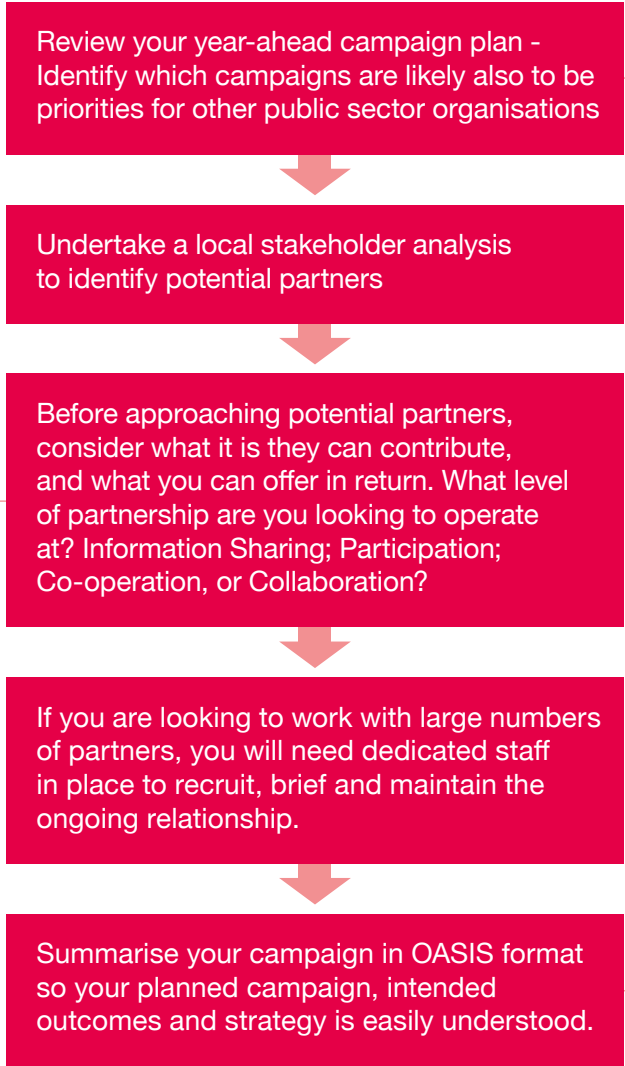 Review your year-ahead campaign plan -
Identify which campaigns are likely also to be
priorities for other public sector organisations
Undertake a local stakeholder analysis
to identify potential partners
Before approaching potential partners,
consider what it is they can contribute,
and what you can offer in return. What level
of partnership are you looking to operate
at? Information Sharing; Participation;
Co-operation, or Collaboration?
If you are looking to work with large numbers
of partners, you will need dedicated staff
in place to recruit, brief and maintain the
ongoing relationship.
Summarise your campaign in OASIS format
so your planned campaign, intended
outcomes and strategy is easily understood.